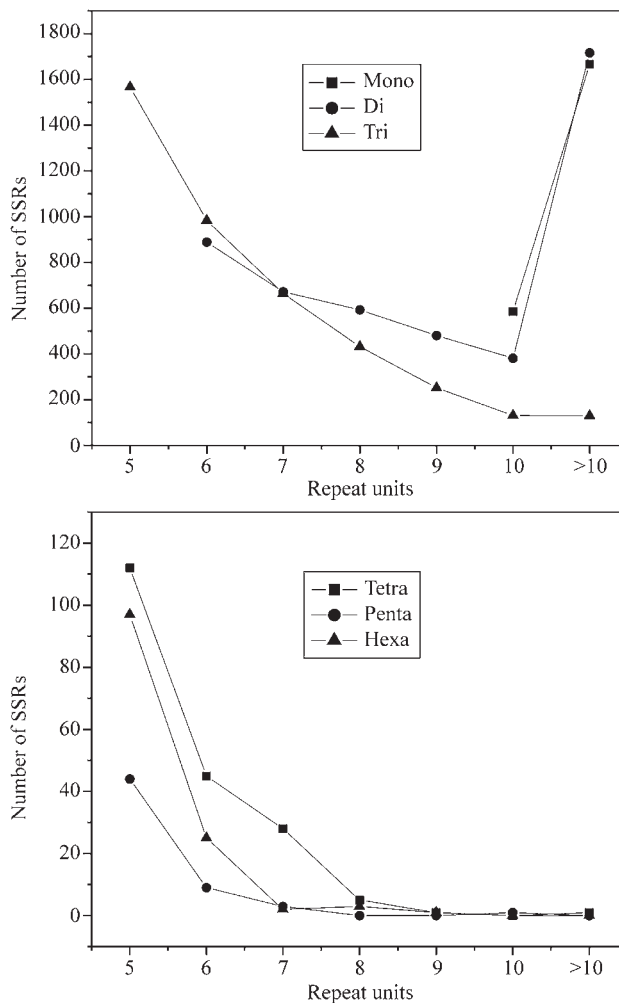 1800
1600
1400
1200
1000
800
600
400
200
0
Number of SSRs
Mono
Di
Tri
5 6 7 8 9 10 >10
Repeat units
120
100
80
60
40
20
0
Number of SSRs
Tetra
Penta
Hexa
5 6 7 8 9 10 >10
Repeat units